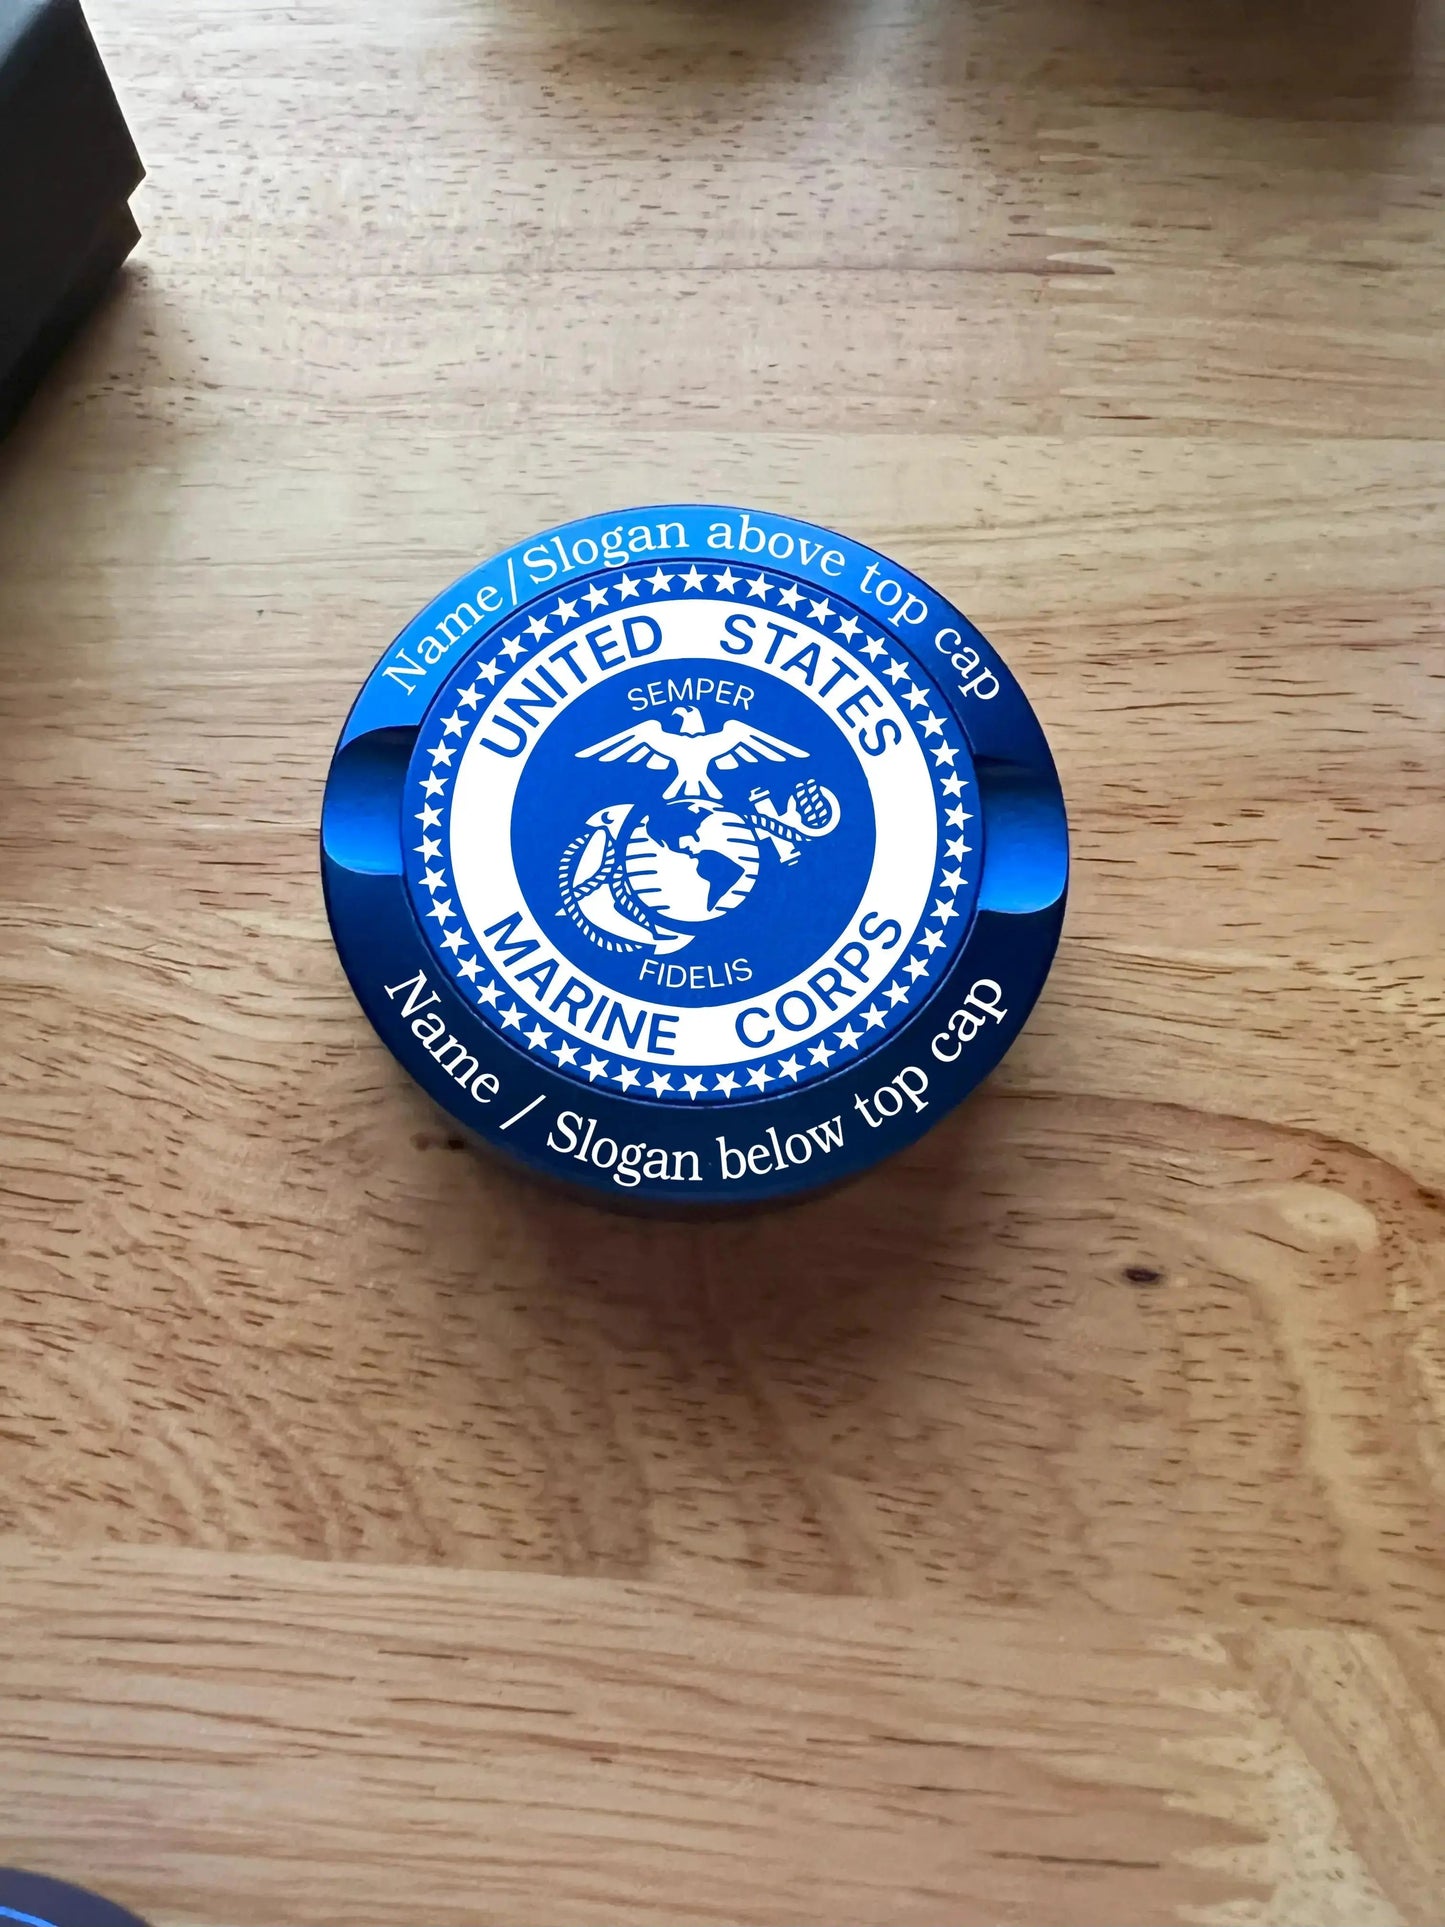 Name/Slogan above top cap
UNITED STATES
SEMPER
FIDELIS
MARINE CORPS
Name / Slogan below top cap